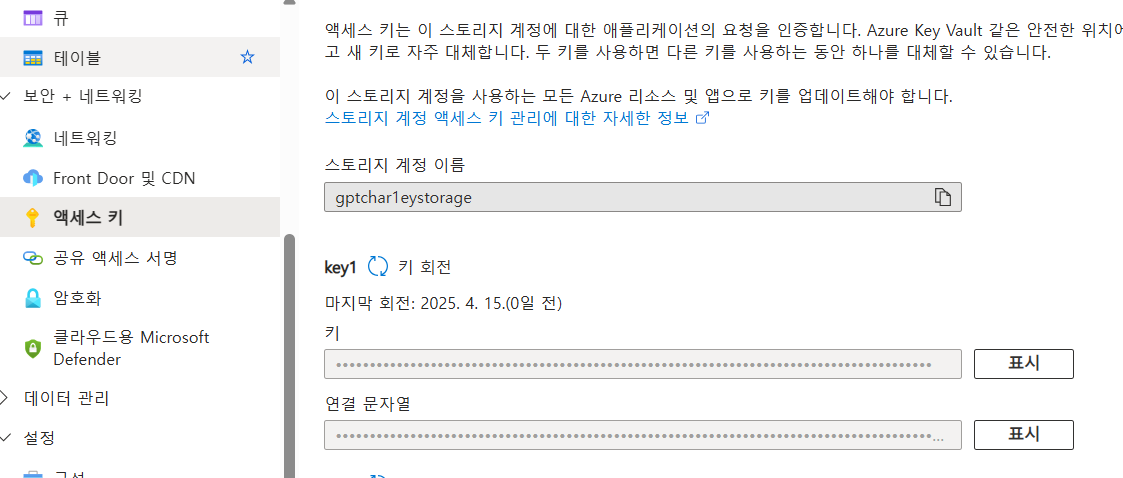 큐
테이블
보안 + 네트워킹
네트워킹
Front Door 및 CDN
액세스 키
공유 액세스 서명
암호화
클라우드용 Microsoft
Defender
데이터 관리
설정
액세스 키는 이 스토리지 계정에 대한 애플리케이션의 요청을 인증합니다. Azure Key Vault 같은 안전한 위치에
고 새 키로 자주 대체합니다. 두 키를 사용하면 다른 키를 사용하는 동안 하나를 대체할 수 있습니다.
이 스토리지 계정을 사용하는 모든 Azure 리소스 및 앱으로 키를 업데이트해야 합니다.
스토리지 계정 액세스 키 관리에 대한 자세한 정보
스토리지 계정 이름
gptchar1eystorage
key1 키 회전
마지막 회전: 2025. 4. 15.(0일 전)
키
표시
연결 문자열
표시